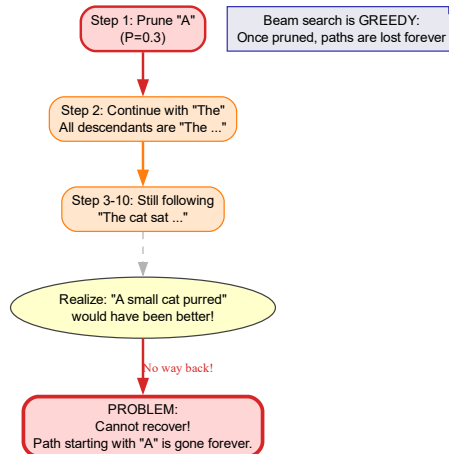 Step 1: Prune "A"
(P=0.3)
Beam search is GREEDY:
Once pruned, paths are lost forever
Step 2: Continue with "The"
All descendants are "The ..."
Step 3-10: Still following
"The cat sat ..."
Realize: "A small cat purred"
would have been better!
No way back!
PROBLEM:
Cannot recover!
Path starting with "A" is gone forever.